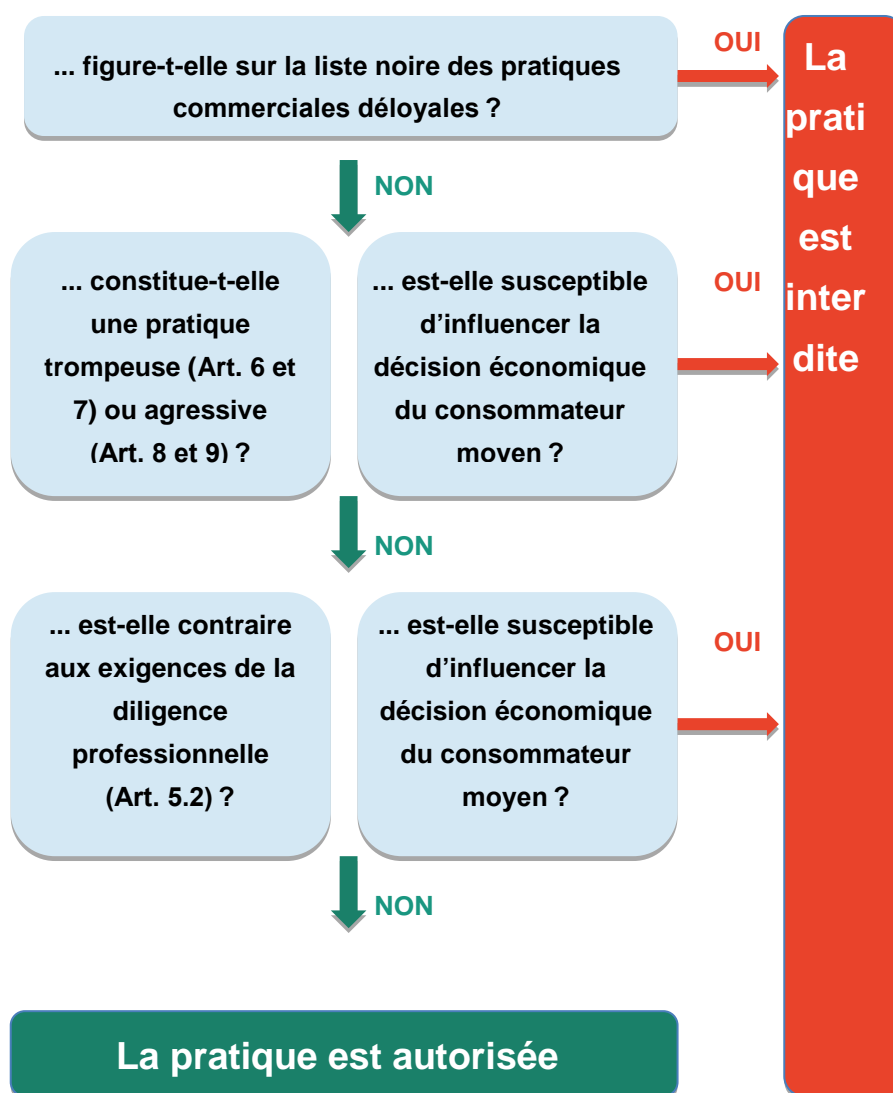 ... figure-t-elle sur la liste noire des pratiques
commerciales déloyales ?
OUI
La
prati
que
est
inter
dite
NON
... constitue-t-elle
une pratique
trompeuse (Art. 6 et
7) ou agressive
(Art. 8 et 9) ?
... est-elle susceptible
d'influencer la
décision économique
du consommateur
moyen ?
OUI
NON
... est-elle contraire
aux exigences de la
diligence
professionnelle
(Art. 5.2) ?
... est-elle susceptible
d'influencer la
décision économique
du consommateur
moyen ?
OUI
NON
La pratique est autorisée